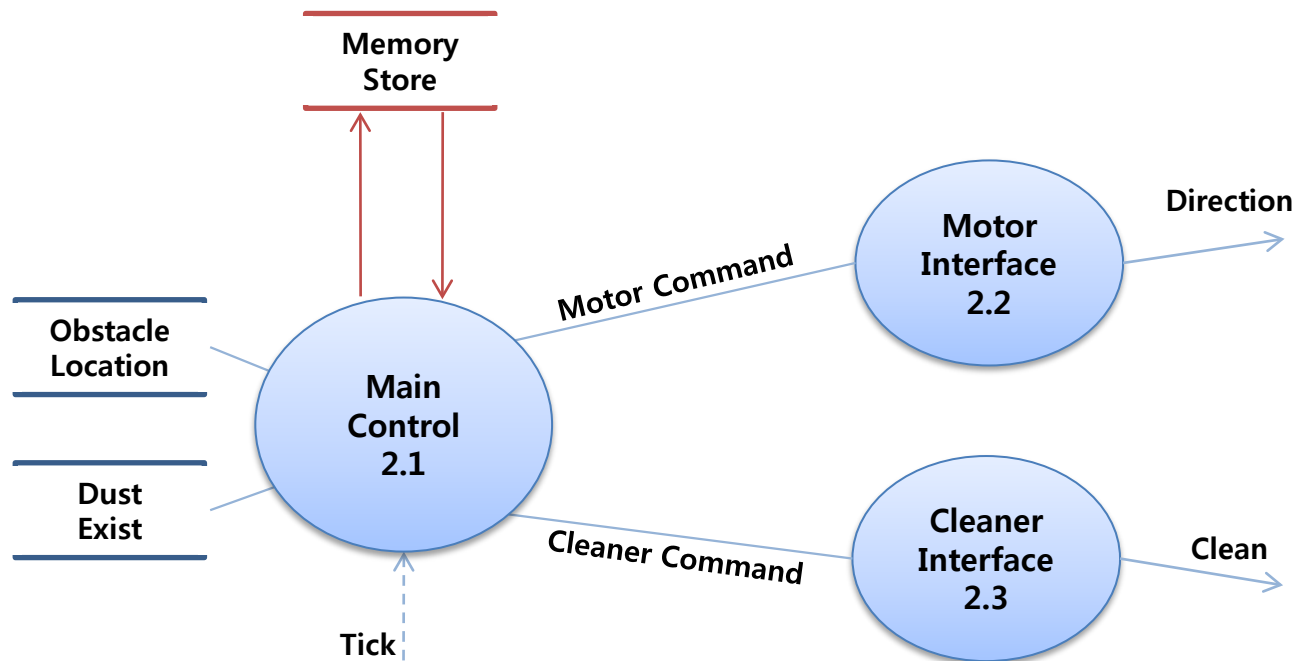 Memory
Store
Direction
Motor
Interface
2.2
Motor Command
Obstacle
Location
Main
Control
2.1
Dust
Exist
Cleaner Command
Cleaner
Interface
2.3
Clean
Tick